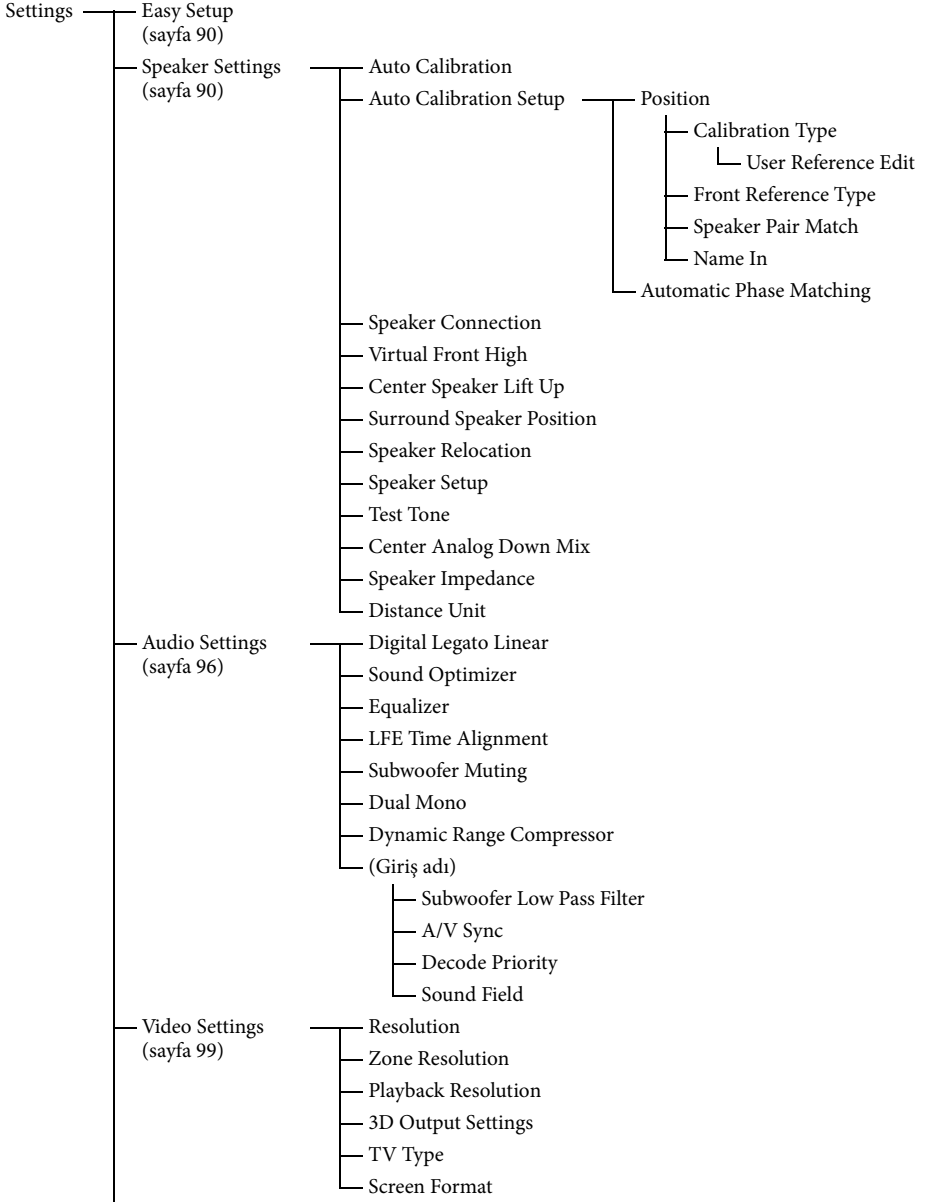 Settings
Easy Setup
(sayfa 90)
Speaker Settings
(sayfa 90)
Auto Calibration
Auto Calibration Setup
Position
Calibration Type
User Reference Edit
Front Reference Type
Speaker Pair Match
Name In
Automatic Phase Matching
Speaker Connection
Virtual Front High
Center Speaker Lift Up
Surround Speaker Position
Speaker Relocation
Speaker Setup
Test Tone
Center Analog Down Mix
Speaker Impedance
Distance Unit
Audio Settings
(sayfa 96)
Digital Legato Linear
Sound Optimizer
Equalizer
LFE Time Alignment
Subwoofer Muting
Dual Mono
Dynamic Range Compressor
(Giriş adı)
Subwoofer Low Pass Filter
A/V Sync
Decode Priority
Sound Field
Video Settings
(sayfa 99)
Resolution
Zone Resolution
Playback Resolution
3D Output Settings
TV Type
Screen Format